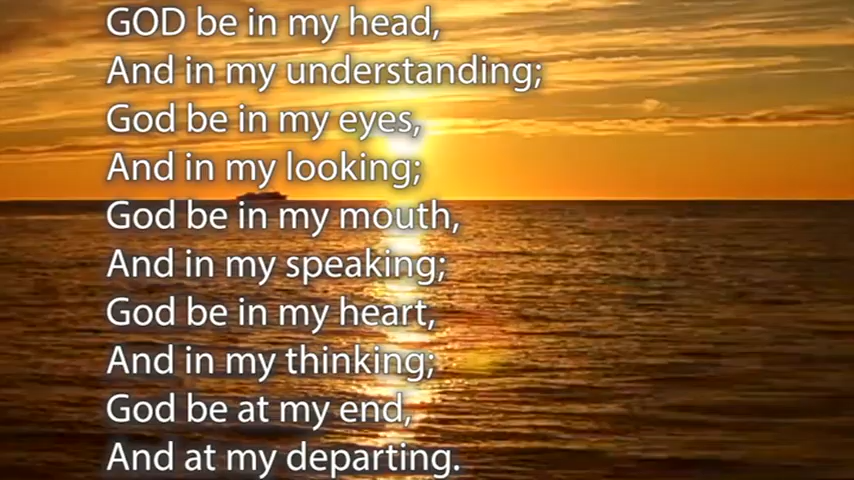 GOD be in my head,
And in my understanding;
God be in my eyes,
And in my looking;
God be in my mouth,
And in my speaking;
God be in my heart,
And in my thinking;
God be at my end,
And at my departing.